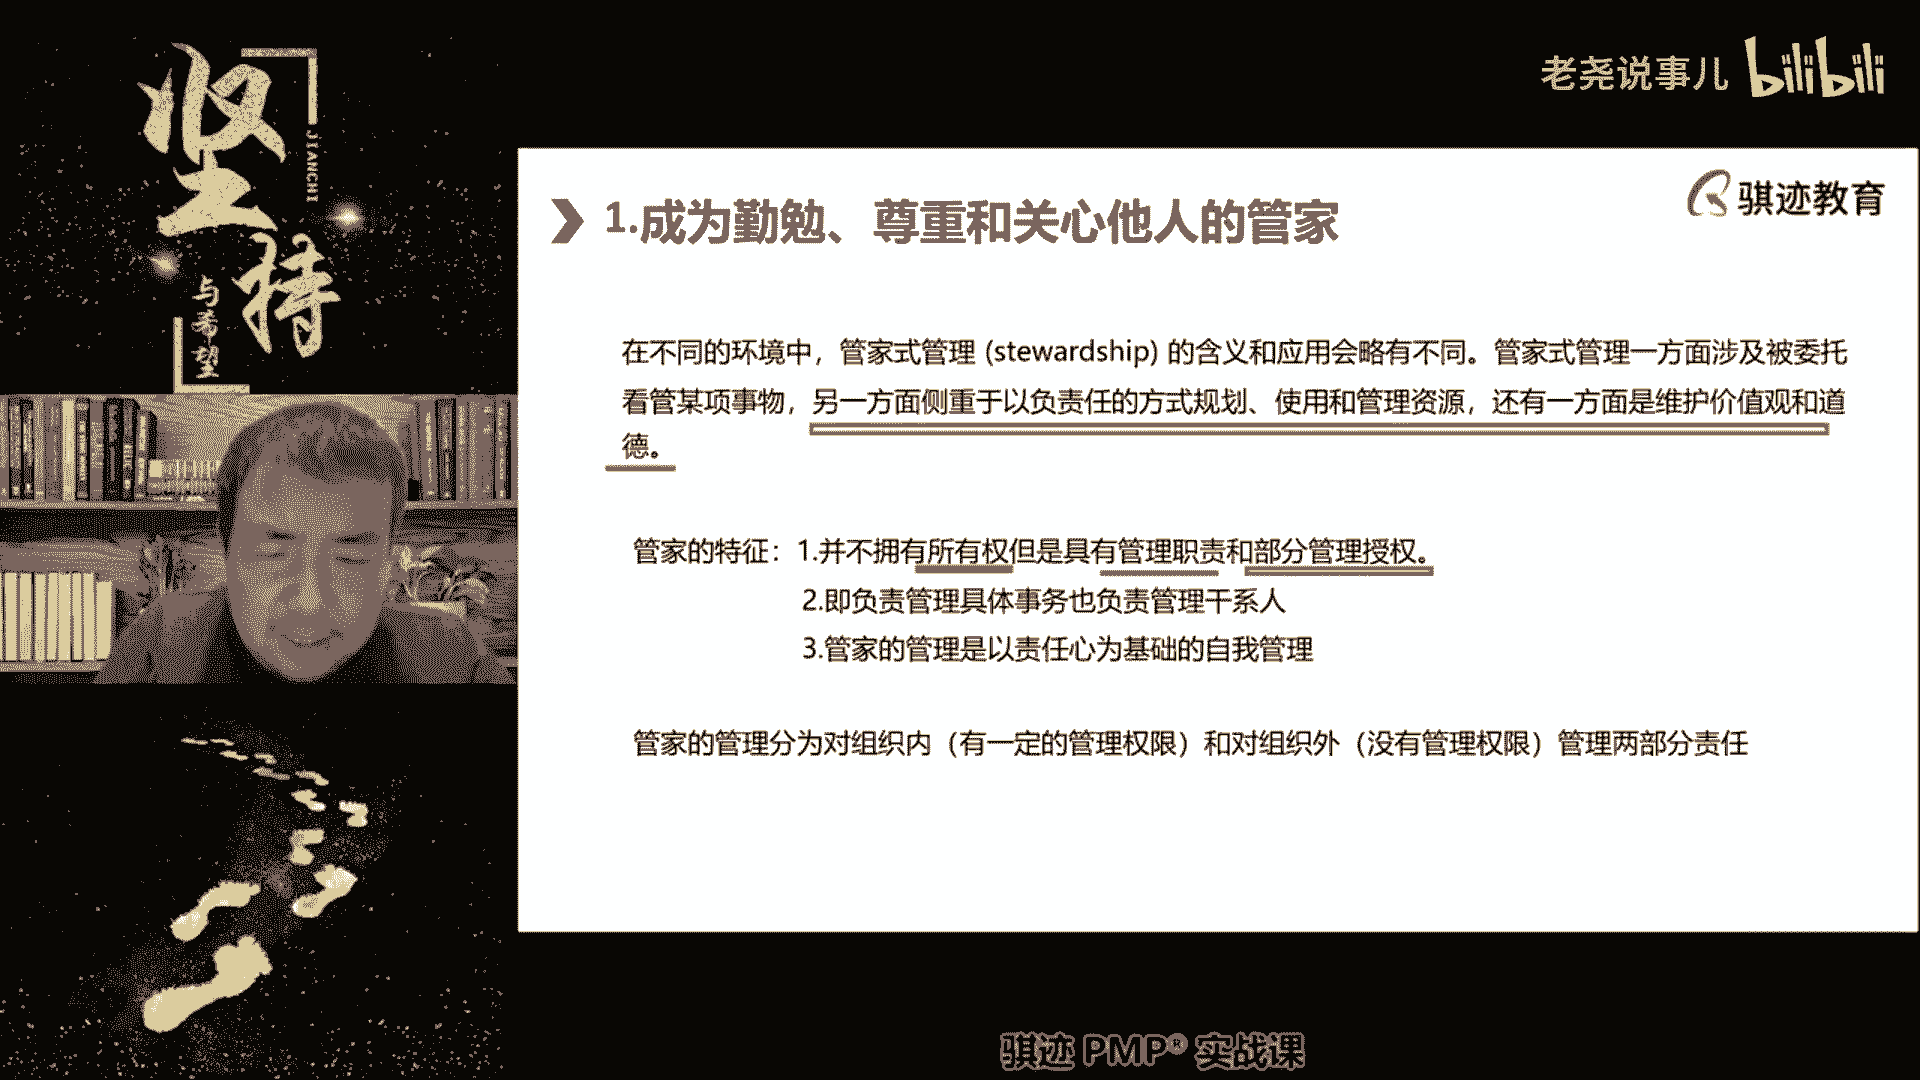 坚持
JIANCHI
与希望
老尧说事儿 bilibili
骐迹教育
1.成为勤勉、尊重和关心他人的管家
在不同的环境中，管家式管理 (stewardship) 的含义和应用会略有不同。管家式管理一方面涉及被委托
看管某项事物，另一方面侧重于以负责任的方式规划、使用和管理资源，还有一方面是维护价值观和道
德。
管家的特征：1.并不拥有所有权但是具有管理职责和部分管理授权。
2.即负责管理具体事务也负责管理干系人
3.管家的管理是以责任心为基础的自我管理
管家的管理分为对组织内（有一定的管理权限）和对组织外（没有管理权限）管理两部分责任
骐迹 PMP® 实战课